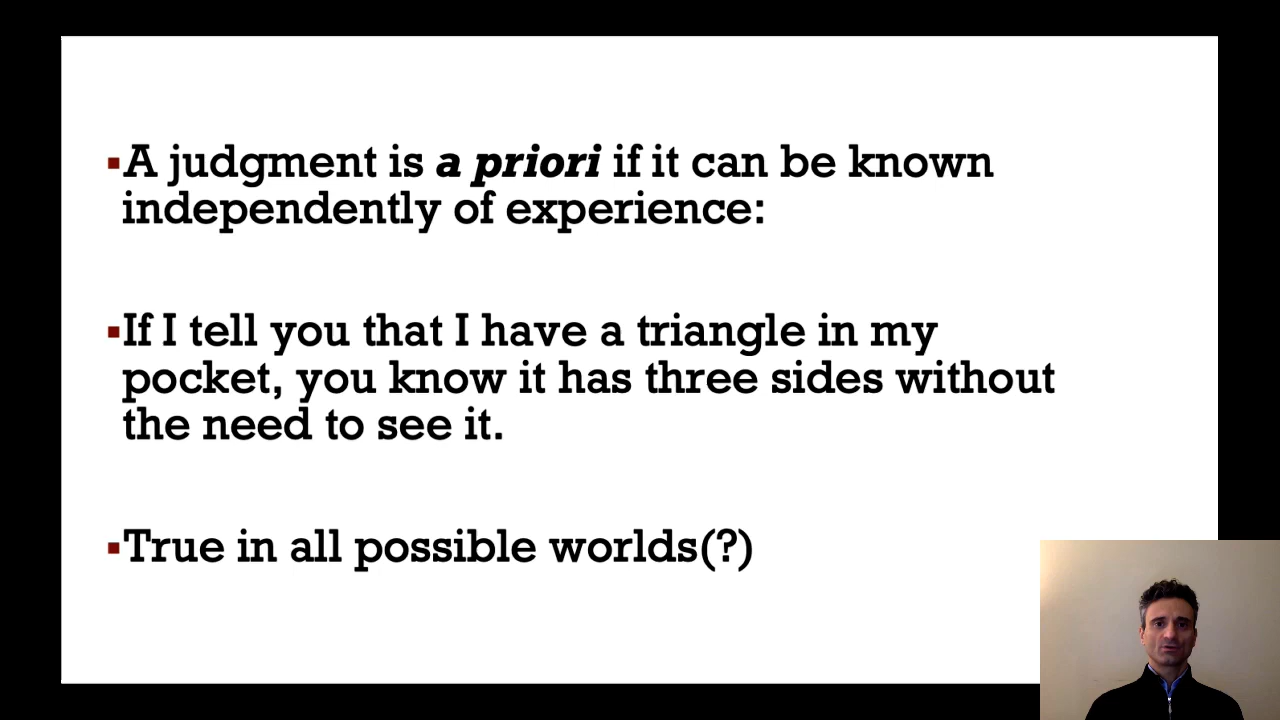 ▪A judgment is a priori if it can be known
independently of experience:
▪If I tell you that I have a triangle in my
pocket, you know it has three sides without
the need to see it.
▪True in all possible worlds(?)